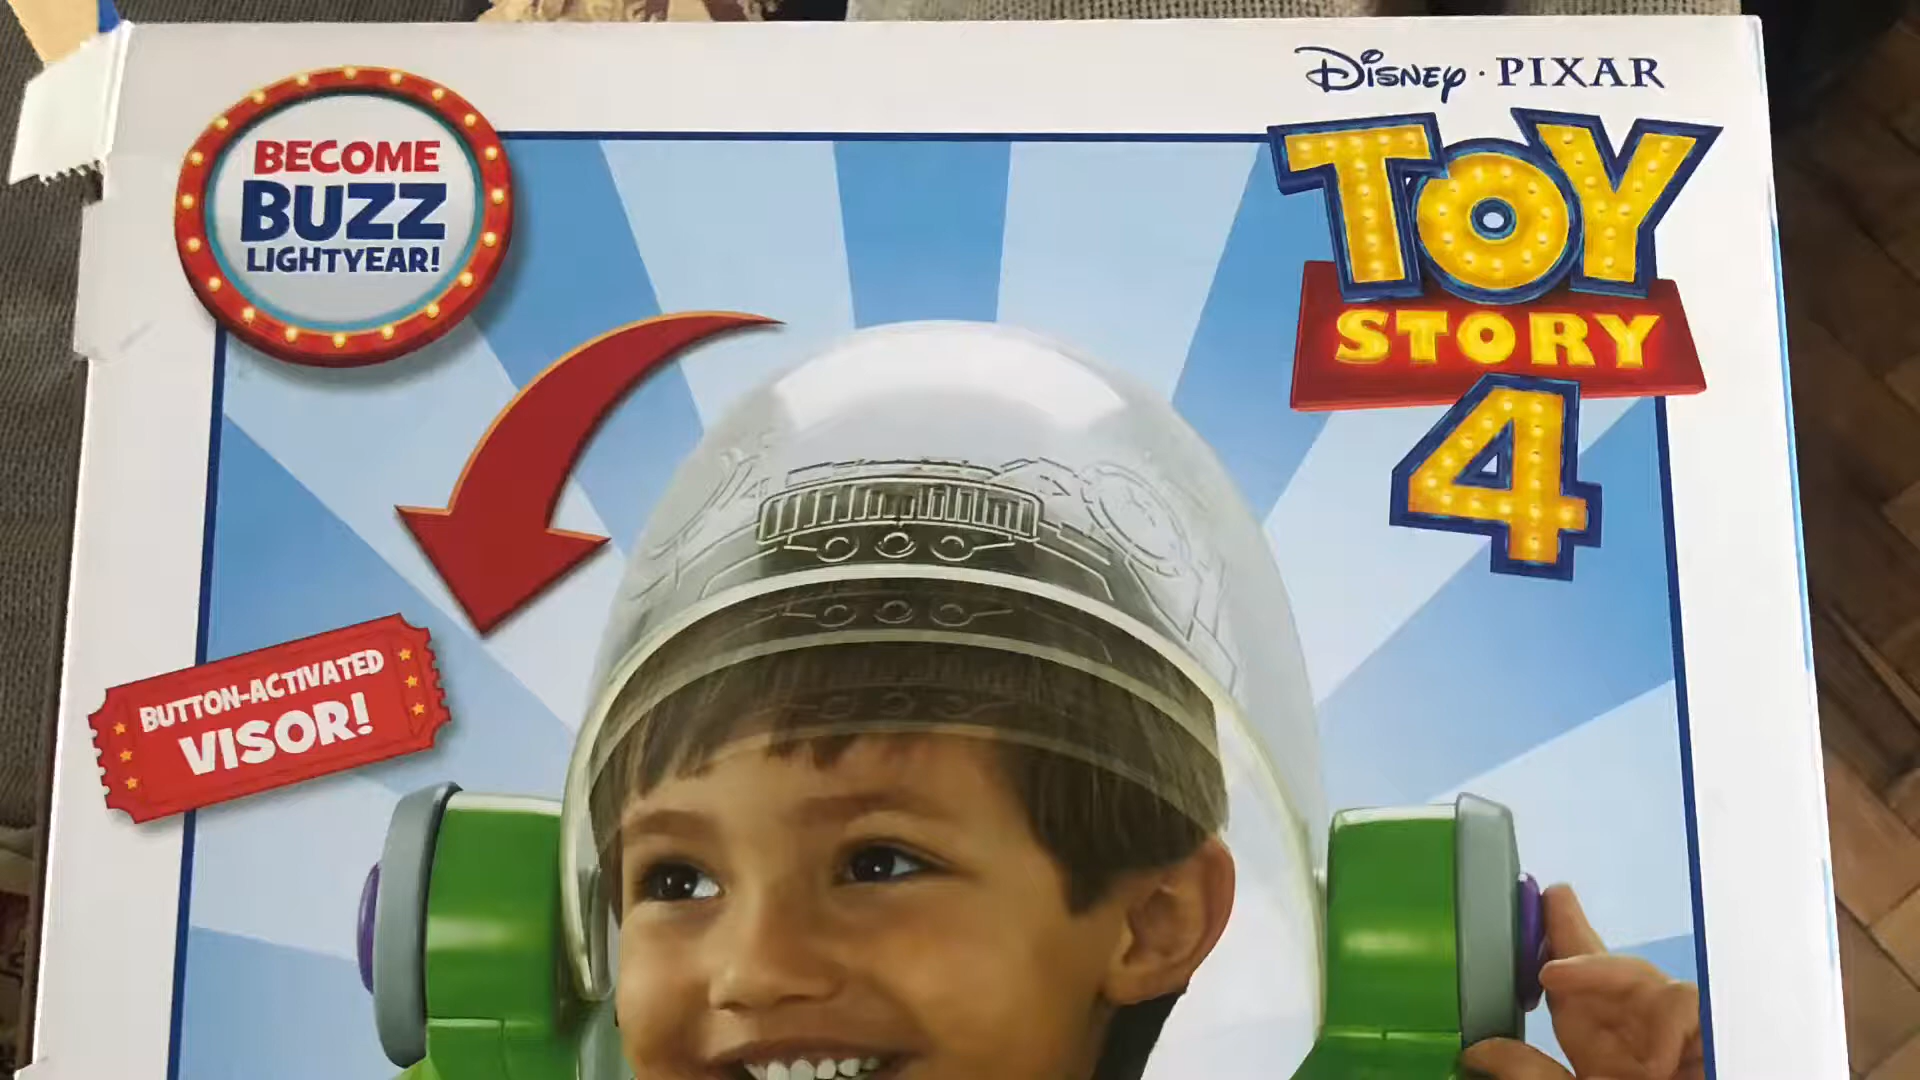 Disney · PIXAR
TOY
STORY
4
BECOME
BUZZ
LIGHTYEAR!
BUTTON-ACTIVATED
VISOR!